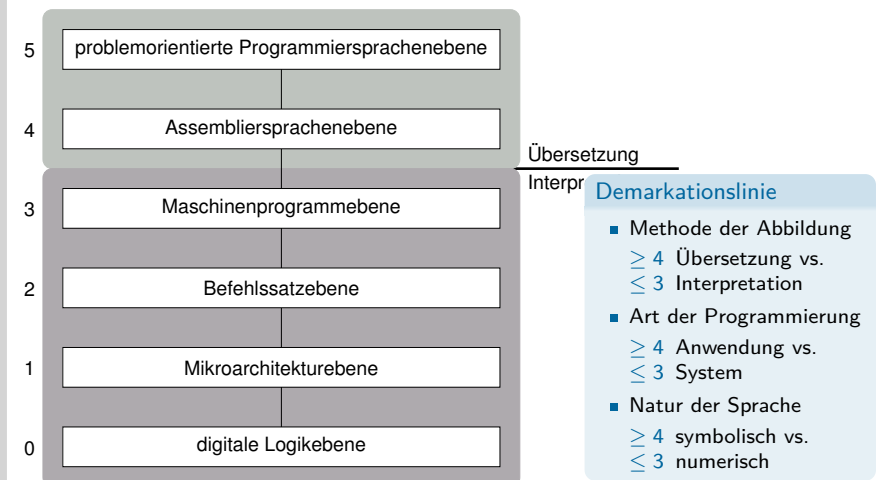 5 problemorientierte Programmiersprachenebene
4 Assembliersprachenebene
Übersetzung
Interpr
3 Maschinenprogrammebene
2 Befehlssatzebene
1 Mikroarchitekturebene
0 digitale Logikebene
Demarkationslinie
Methode der Abbildung
≥ 4 Übersetzung vs.
≤ 3 Interpretation
Art der Programmierung
≥ 4 Anwendung vs.
≤ 3 System
Natur der Sprache
≥ 4 symbolisch vs.
≤ 3 numerisch